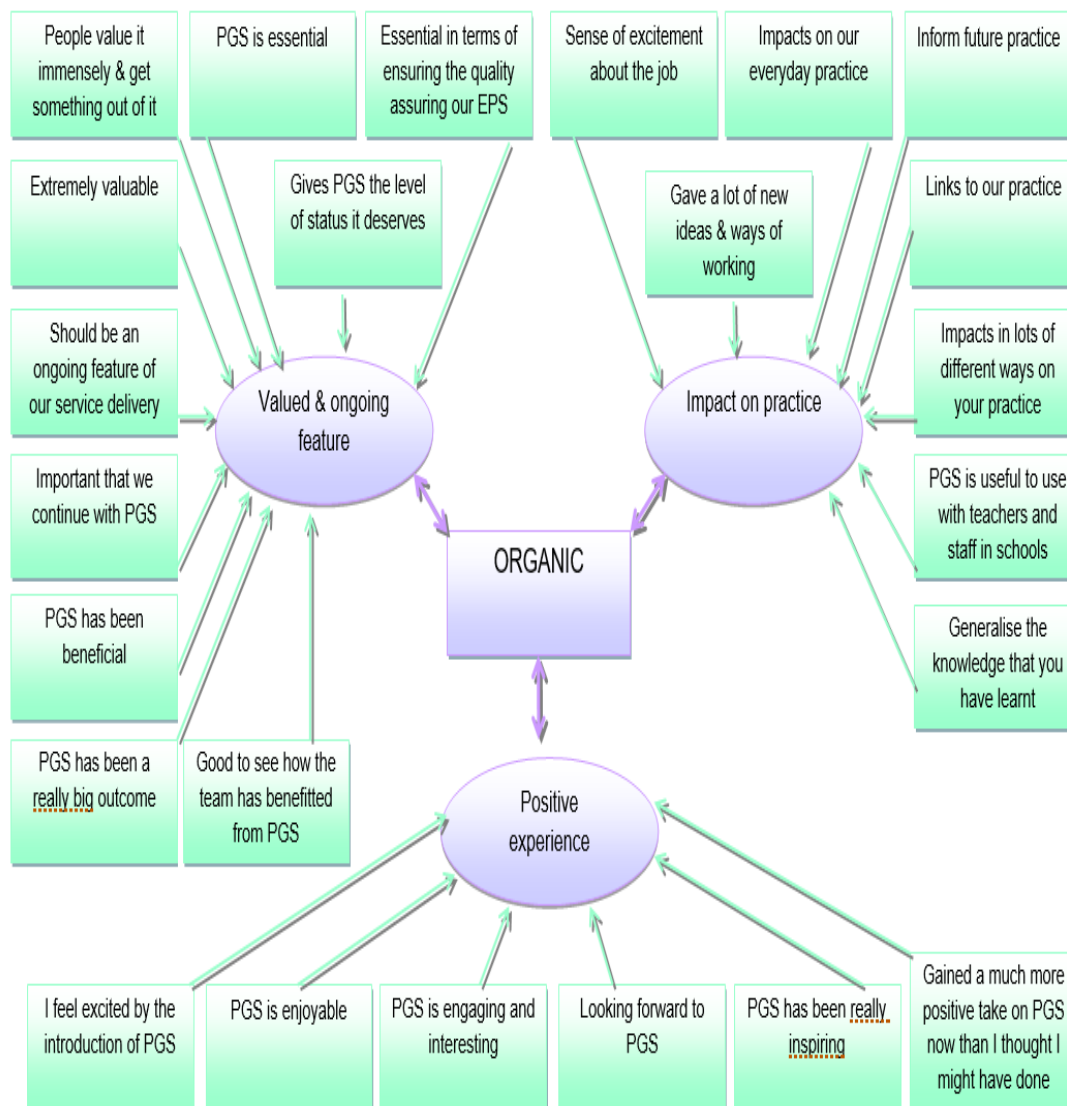 People value it
immensely & get
something out of it
PGS is essential
Essential in terms of
ensuring the quality
assuring our EPS
Sense of excitement
about the job
Impacts on our
everyday practice
Inform future practice
Extremely valuable
Gives PGS the level
of status it deserves
Gave a lot of new
ideas & ways of
working
Links to our practice
Should be an
ongoing feature of
our service delivery
Valued & ongoing
feature
Impact on practice
Impacts in lots of
different ways on
your practice
Important that we
continue with PGS
PGS is useful to use
with teachers and
staff in schools
ORGANIC
PGS has been
beneficial
Generalise the
knowledge that you
have learnt
PGS has been a
really big outcome
Good to see how the
team has benefitted
from PGS
Positive
experience
I feel excited by the
introduction of PGS
PGS is enjoyable
PGS is engaging and
interesting
Looking forward to
PGS
PGS has been really
inspiring
Gained a much more
positive take on PGS
now than I thought I
might have done